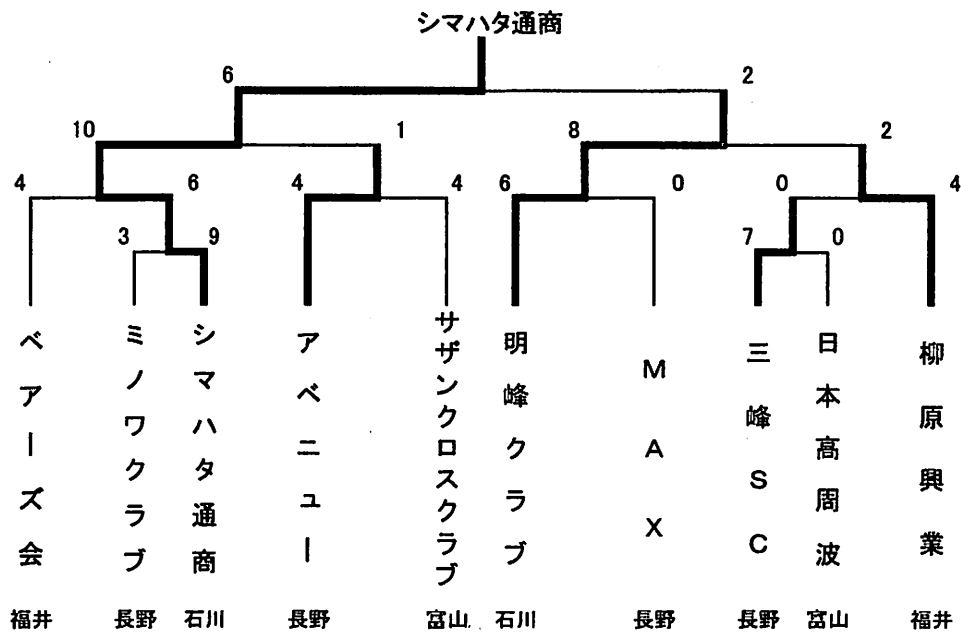 シマハタ通商
6 2
10 1 8 2
4 6 4 4 6 0 0 4
3 9 7 0
ベアーズ会
ミノワクラブ
シマハタ通商
アベニュー
サザンクロスクラブ
明峰クラブ
MAX
三峰SC
日本高周波
柳原興業
福井 長野 石川 長野 富山 石川 長野 長野 富山 福井